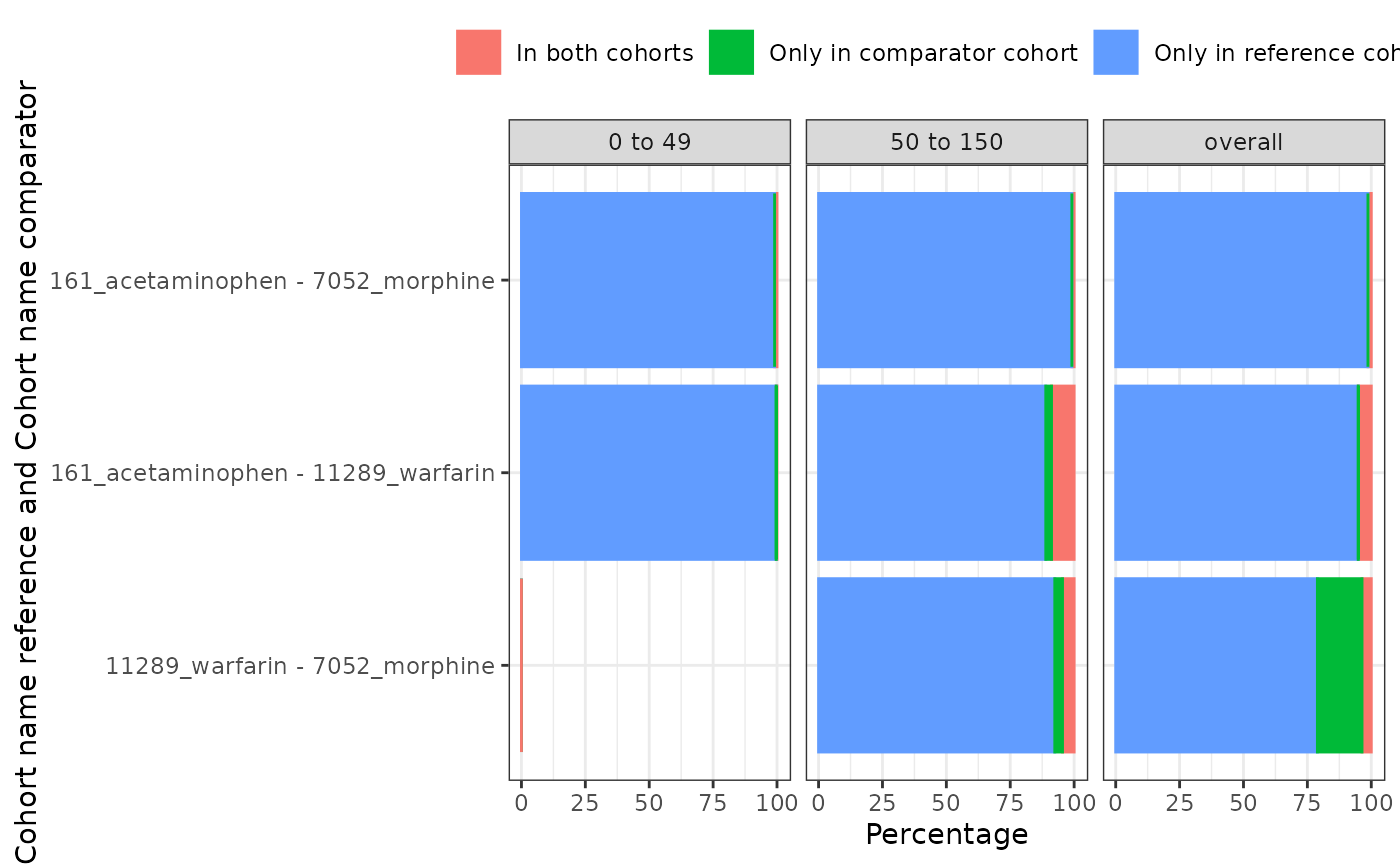 In both cohorts
Only in comparator cohort
Only in reference coh
0 to 49
50 to 150
overall
Cohort name reference and Cohort name comparator
161_acetaminophen - 7052_morphine
161_acetaminophen - 11289_warfarin
11289_warfarin - 7052_morphine
0 25 50 75 100 0 25 50 75 100 0 25 50 75 100
Percentage